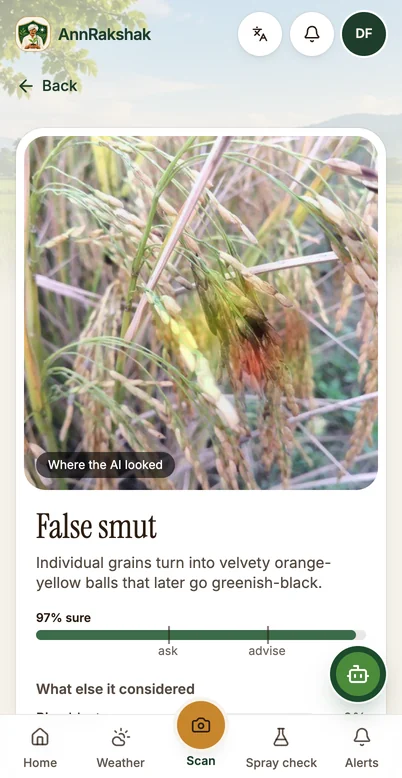 AnnRakshak
DF
Back
Where the AI looked
False smut
Individual grains turn into velvety orange-
yellow balls that later go greenish-black.
97% sure
ask advise
What else it considered
Home Weather Scan Spray check Alerts